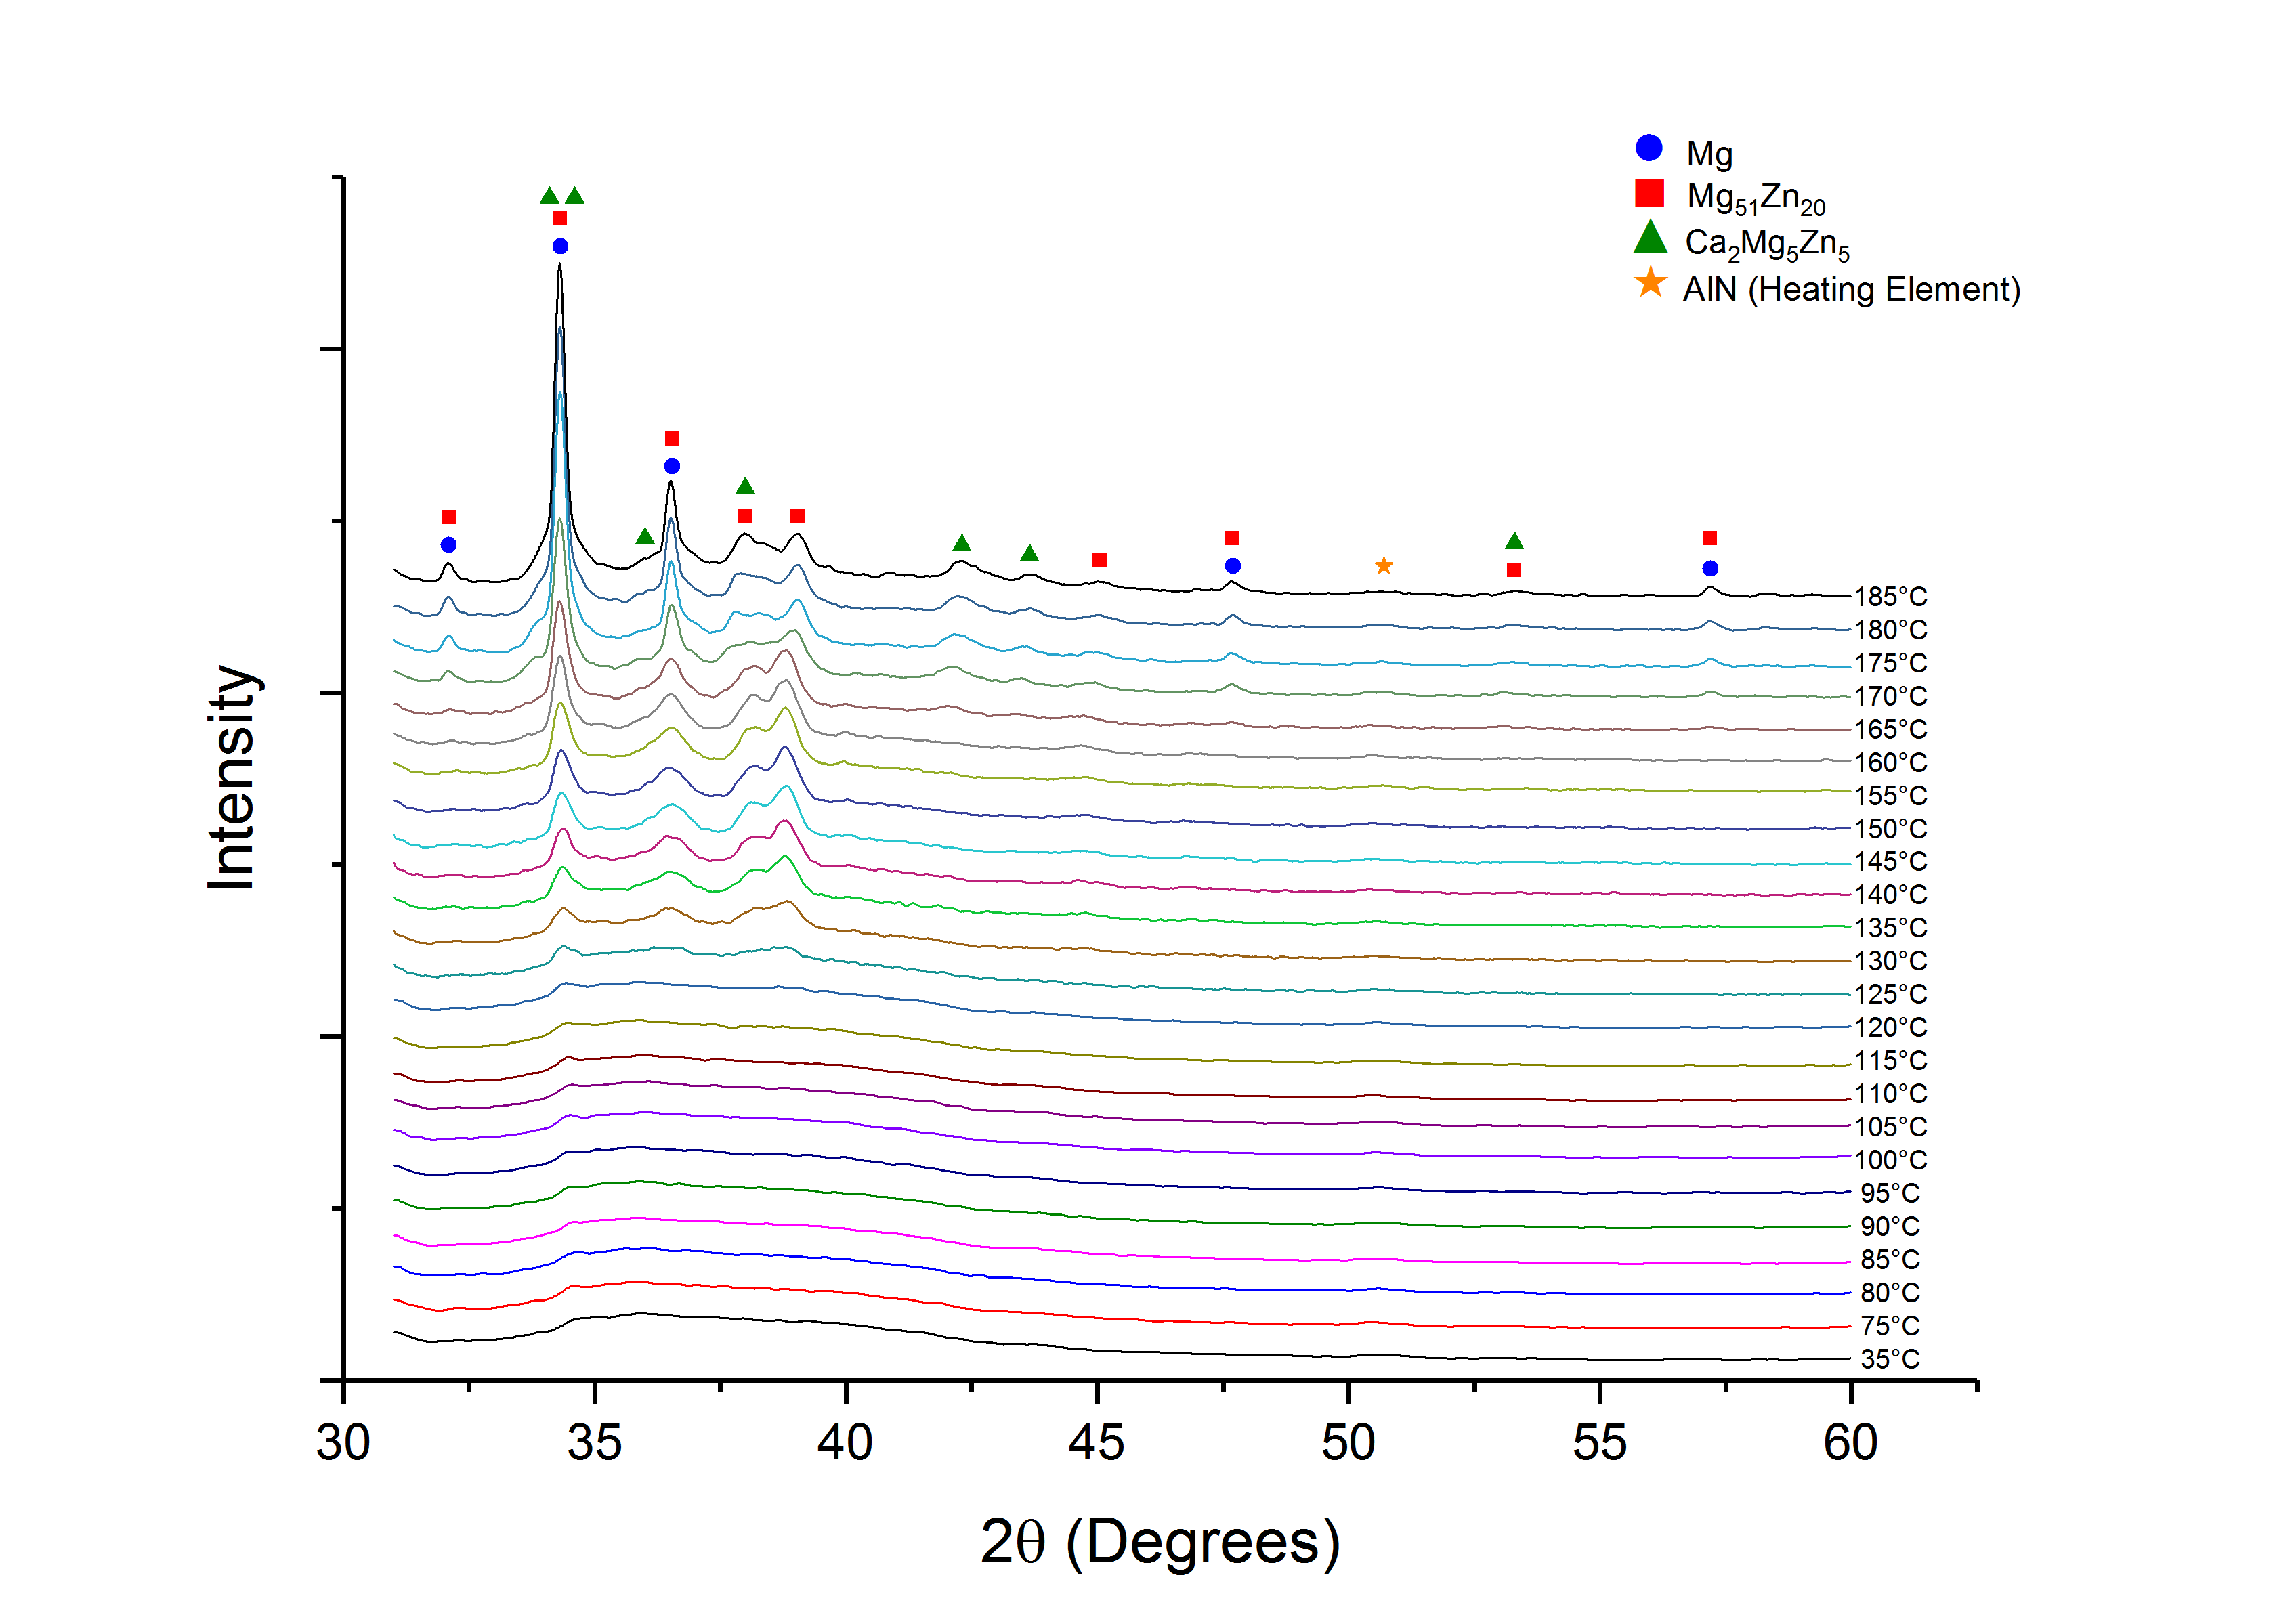 Mg
Mg51Zn20
Ca2Mg5Zn5
AlN (Heating Element)
185°C
180°C
175°C
170°C
165°C
160°C
155°C
150°C
145°C
140°C
135°C
130°C
125°C
120°C
115°C
110°C
105°C
100°C
95°C
90°C
85°C
80°C
75°C
35°C
Intensity
30 35 40 45 50 55 60
2θ (Degrees)